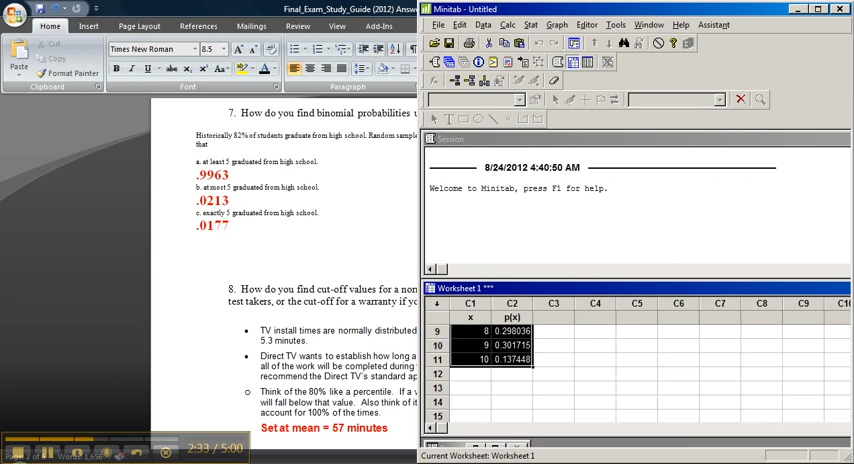 Final_Exam_Study_Guide (2012) Answ
Home Insert Page Layout References Mailings Review View Add-Ins
Cut
Copy
Format Painter
Paste
Times New Roman 8.5
Clipboard Font Paragraph
7. How do you find binomial probabilities u
Historically 82% of students graduate from high school. Random sample
that
a. at least 5 graduated from high school.
.9963
b. at most 5 graduated from high school.
.0213
c. exactly 5 graduated from high school.
.0177
8. How do you find cut-off values for a non
test takers, or the cut-off for a warranty if yo
• TV install times are normally distributed
5.3 minutes.
• Direct TV wants to establish how long a
all of the work will be completed during
recommend the Direct TV's standard ap
o Think of the 80% like a percentile. If a v
will fall below that value. Also think of it
account for 100% of the times.
Set at mean = 57 minutes
2:33 / 5:00
Words: 1,656
Minitab - Untitled
File Edit Data Calc Stat Graph Editor Tools Window Help Assistant
Session
8/24/2012 4:40:50 AM
Welcome to Minitab, press F1 for help.
Worksheet 1 ***
C1 C2 C3 C4 C5 C6 C7 C8 C9 C10
x p(x)
9 8 0.298036
10 9 0.301715
11 10 0.137448
12
13
14
15
Current Worksheet: Worksheet 1